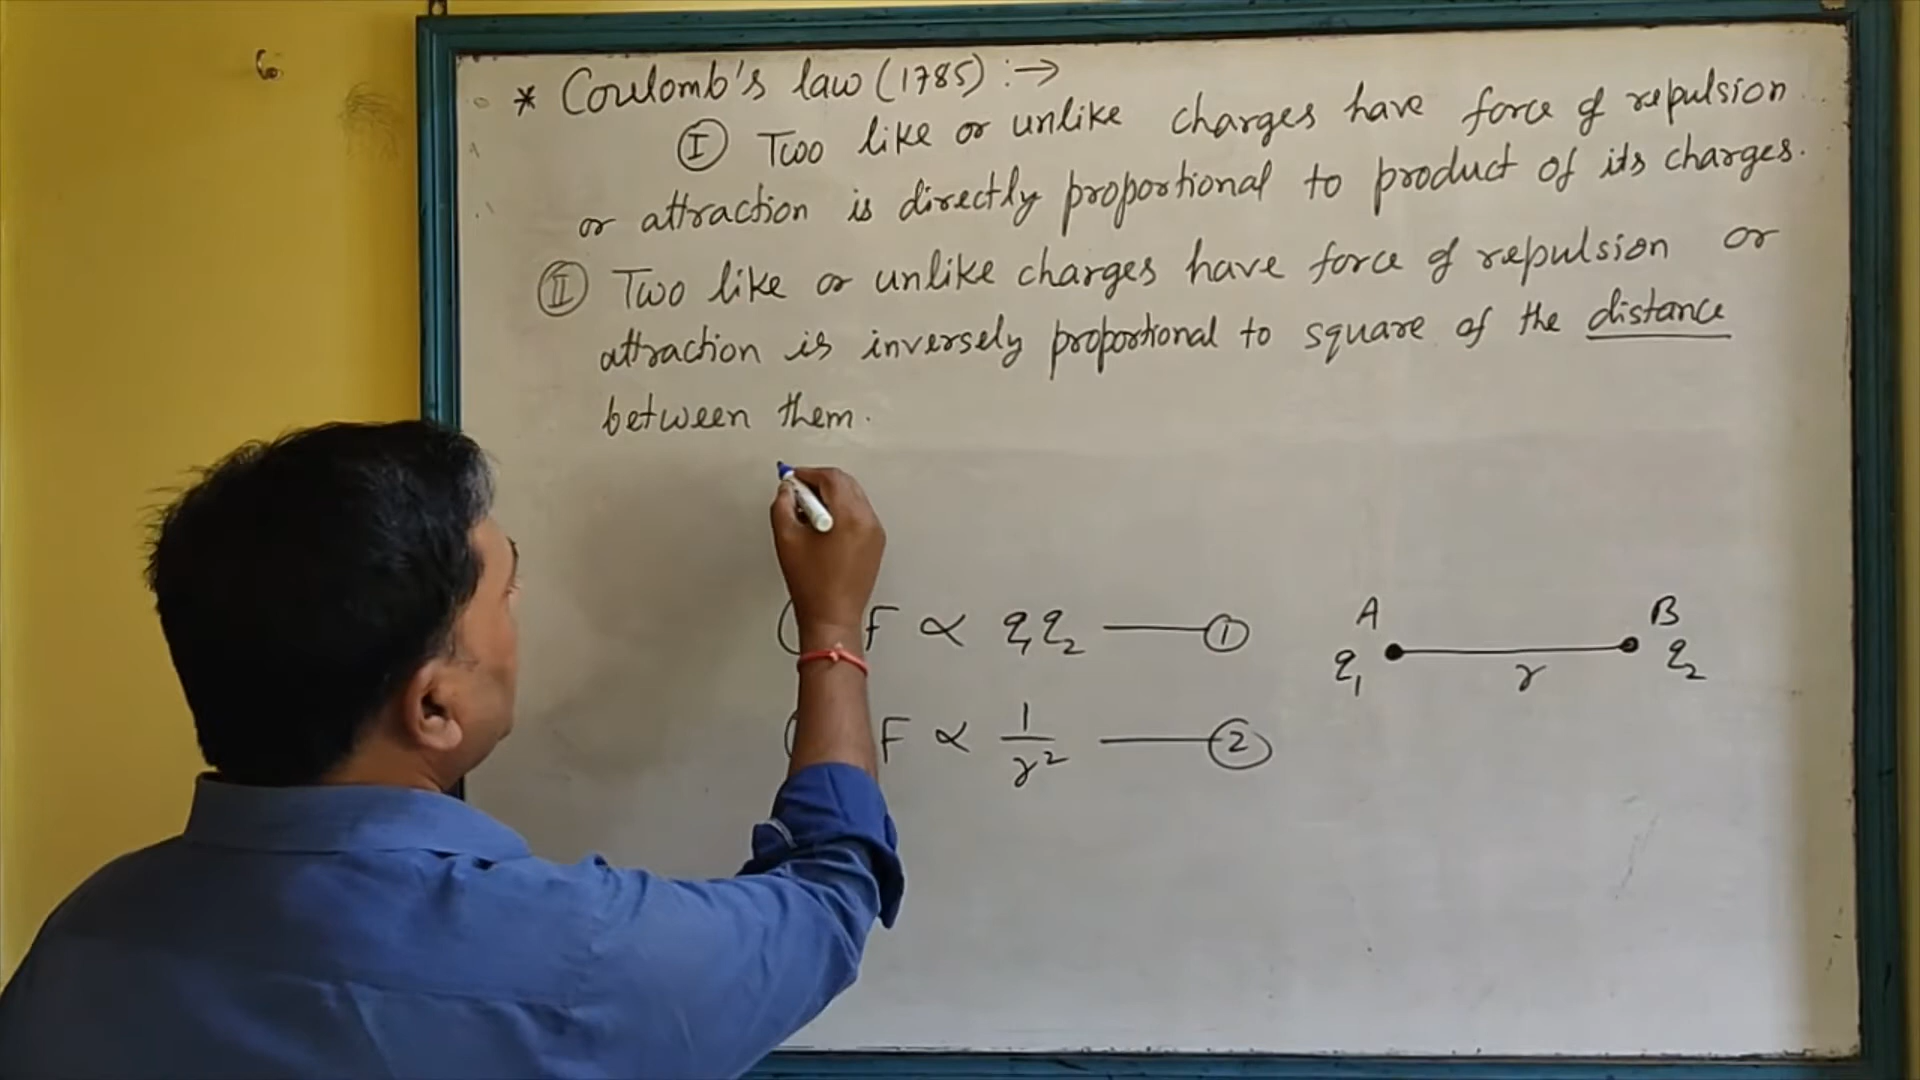 * Coulomb's law (1785) :→
Ⓘ Two like or unlike charges have force of repulsion
or attraction is directly proportional to product of its charges.
Ⓘ Two like or unlike charges have force of repulsion or
attraction is inversely proportional to square of the distance
between them.
F ∝ q₁q₂ —— ①
F ∝ 1/r² —— ②
A B
q₁ r q₂